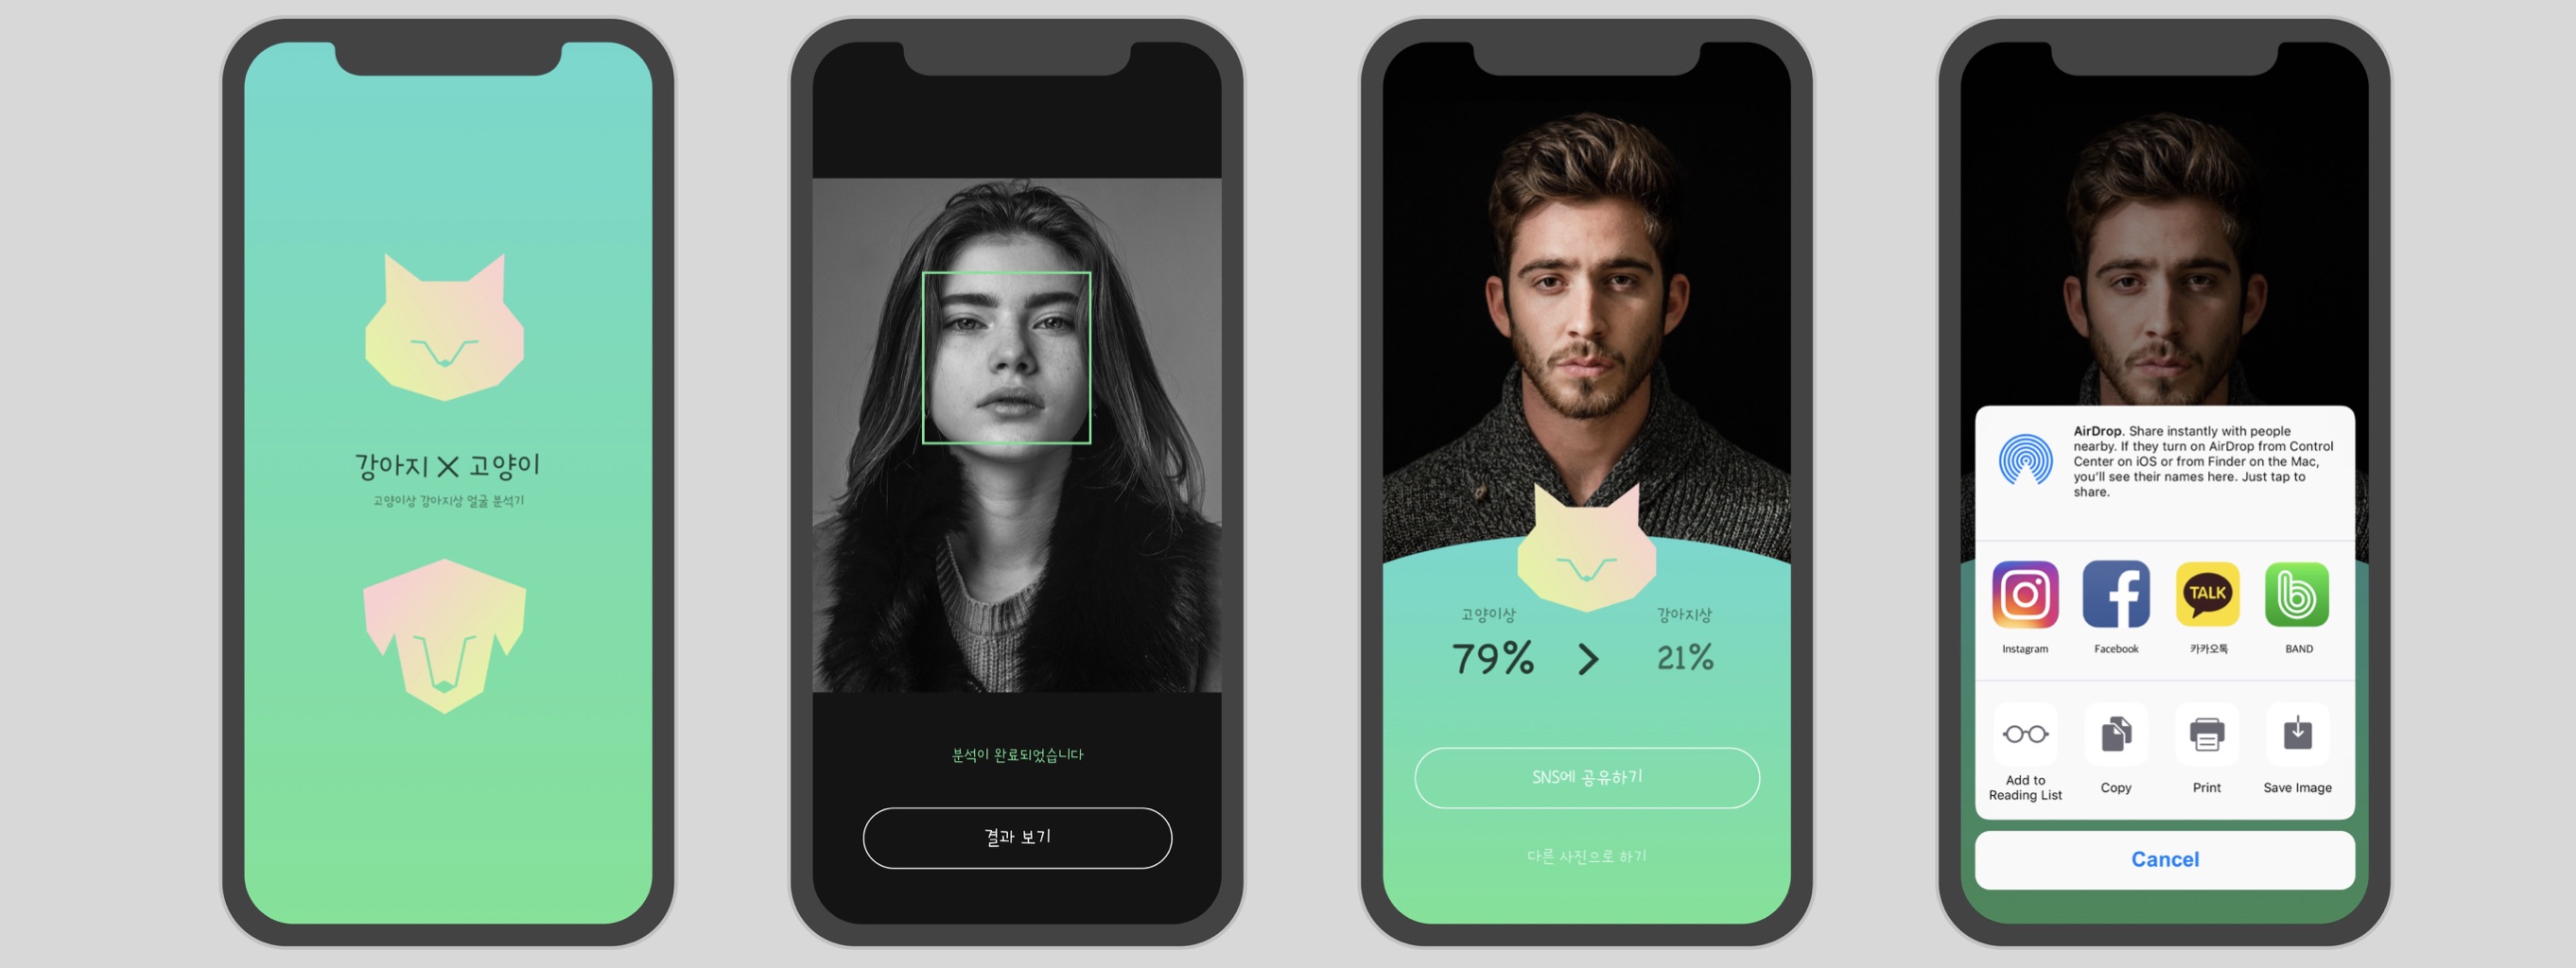 강아지 X 고양이
고양이상 강아지상 얼굴 분석기
분석이 완료되었습니다
결과 보기
고양이상
강아지상
79% > 21%
SNS에 공유하기
다른 사진으로 하기
AirDrop. Share instantly with people
nearby. If they turn on AirDrop from Control
Center on iOS or from Finder on the Mac,
you'll see their names here. Just tap to
share.
TALK
Instagram
Facebook
카카오톡
BAND
Add to
Reading List
Copy
Print
Save Image
Cancel